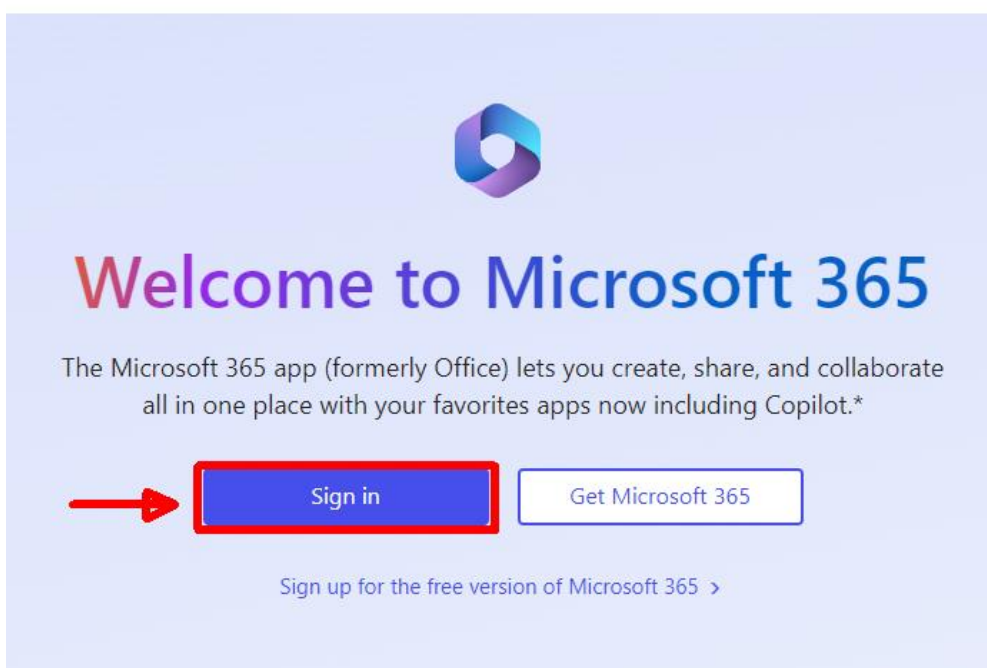 Welcome to Microsoft 365
The Microsoft 365 app (formerly Office) lets you create, share, and collaborate
all in one place with your favorites apps now including Copilot.*
Sign in
Get Microsoft 365
Sign up for the free version of Microsoft 365 >